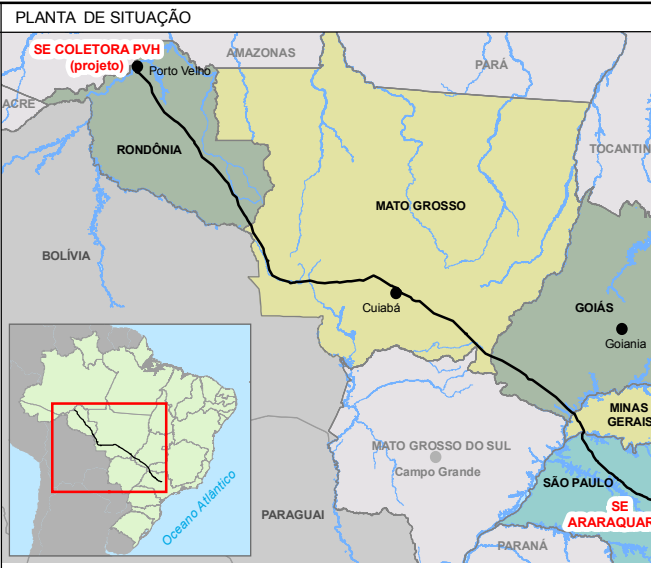 PLANTA DE SITUAÇÃO
SE COLETORA PVH
(projeto)
Porto Velho
AMAZONAS
PARÁ
ACRE
TOCANTIN
RONDÔNIA
MATO GROSSO
BOLÍVIA
Cuiabá
GOIÁS
Goiania
MINAS
GERAIS
MATO GROSSO DO SUL
Campo Grande
SÃO PAULO
SE
ARARAQUAR
PARAGUAI
PARANÁ
Oceano Atlântico